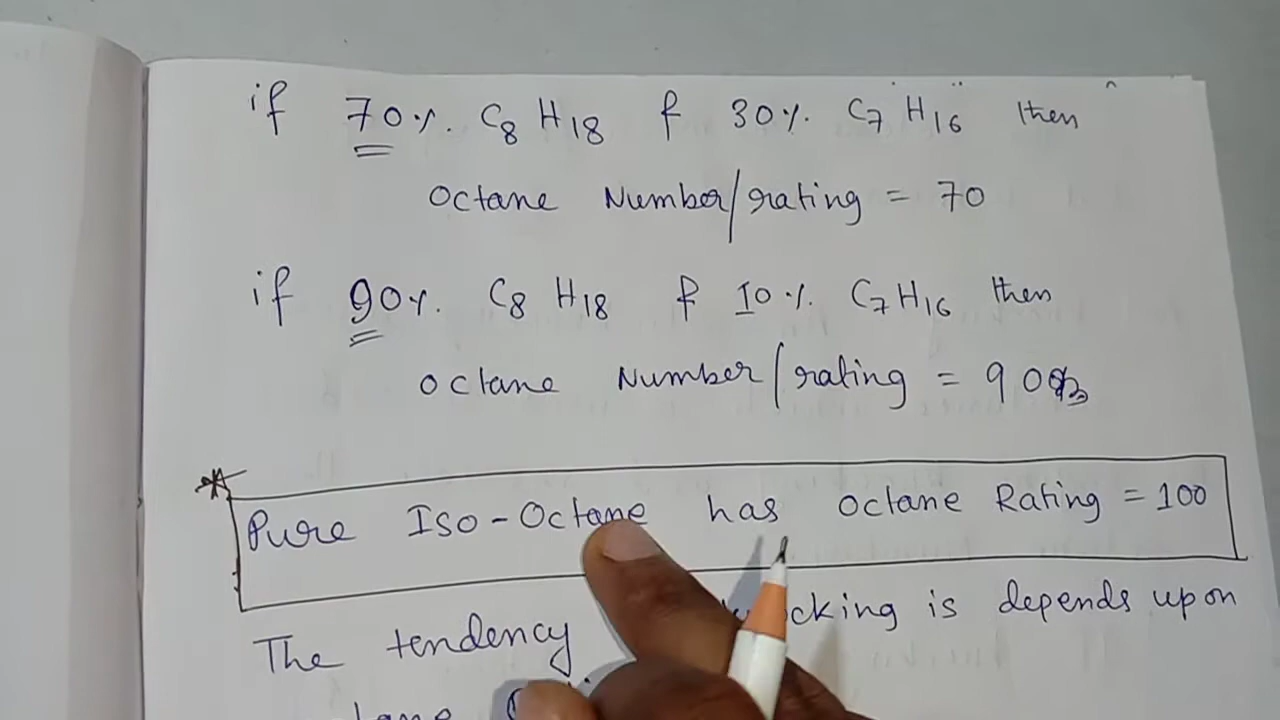 if 70%. C8 H18 & 30%. C7 H16 then
Octane Number/rating = 70
if 90%. C8 H18 & 10%. C7 H16 then
Octane Number/rating = 90
Pure Iso-Octane has Octane Rating = 100
The tendency is depends upon